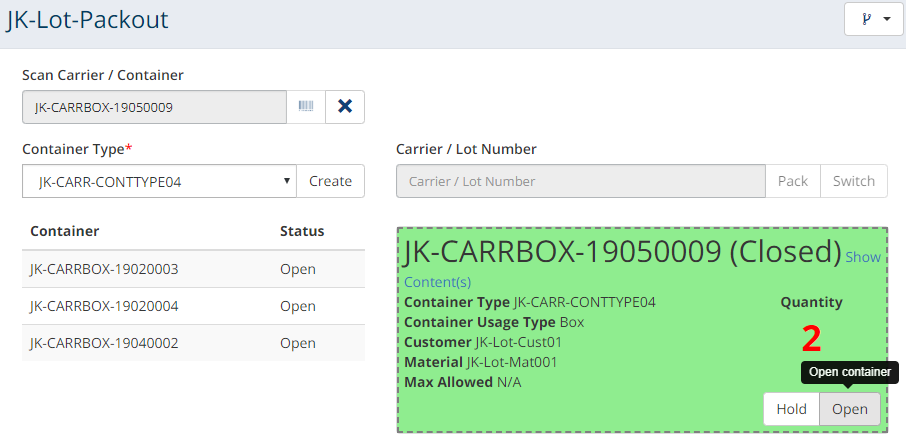 JK-Lot-Packout
Scan Carrier / Container
JK-CARRBOX-19050009
Container Type*
JK-CARR-CONTTYPE04
Create
Carrier / Lot Number
Carrier / Lot Number
Pack
Switch
Container Status
JK-CARRBOX-19020003 Open
JK-CARRBOX-19020004 Open
JK-CARRBOX-19040002 Open
JK-CARRBOX-19050009 (Closed) Show
Content(s)
Container Type JK-CARR-CONTTYPE04
Container Usage Type Box
Customer JK-Lot-Cust01
Material JK-Lot-Mat001
Max Allowed N/A
Quantity
2
Open container
Hold
Open